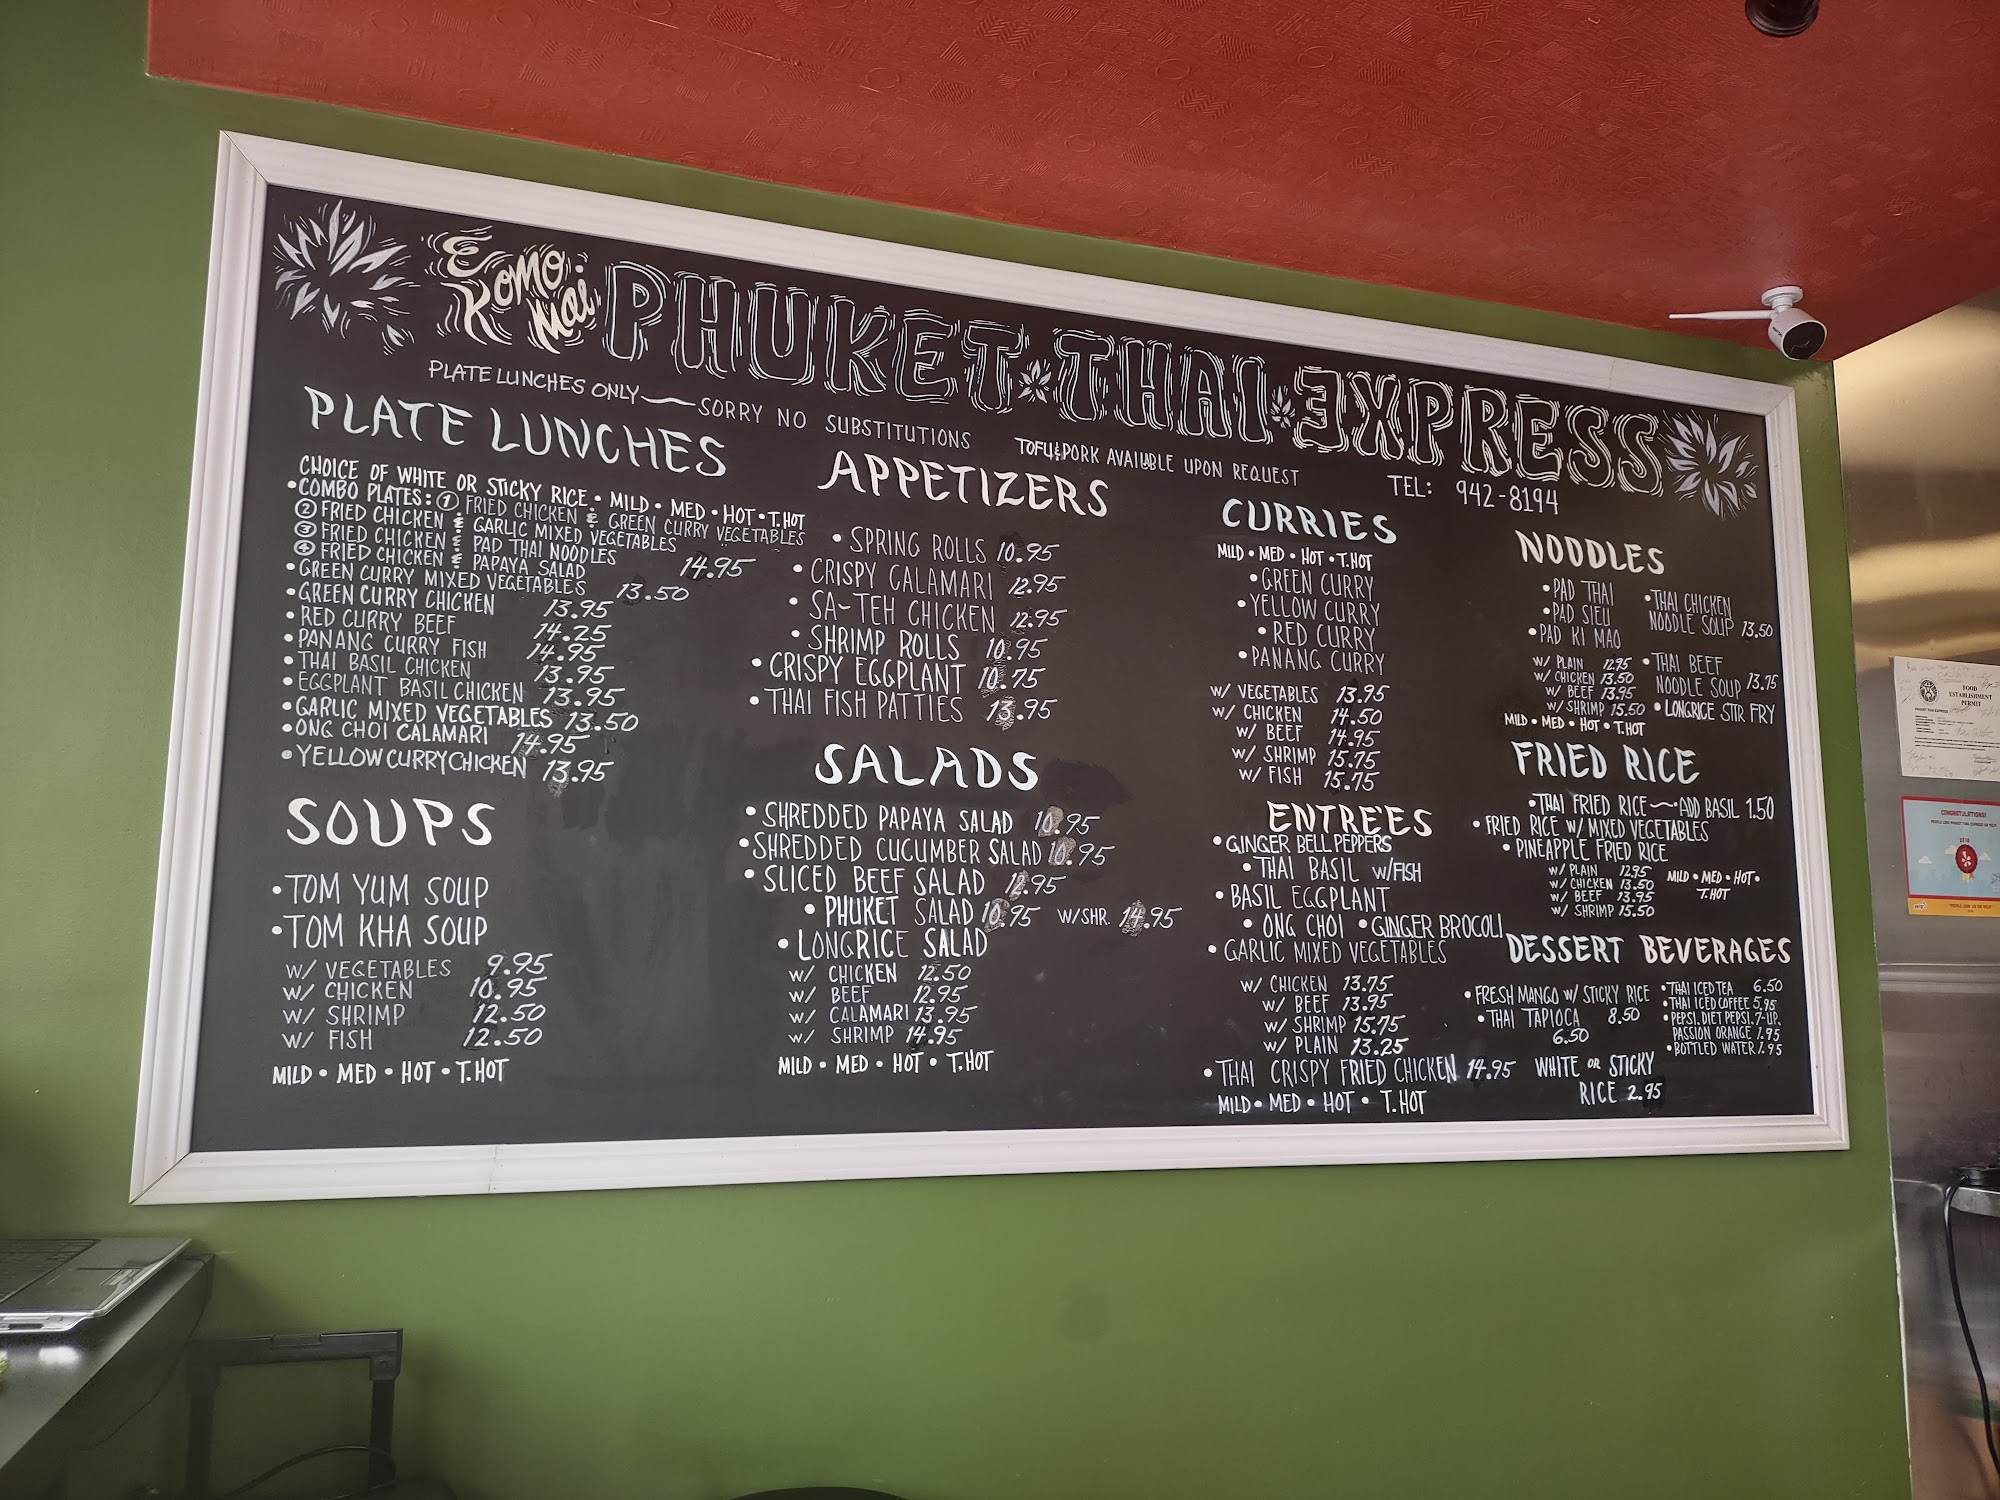 E KOMO MAI
PHUKET THAI EXPRESS
PLATE LUNCHES ONLY — SORRY NO SUBSTITUTIONS
TOFU & PORK AVAILABLE UPON REQUEST
TEL: 942-8194
PLATE LUNCHES
CHOICE OF WHITE OR STICKY RICE • MILD • MED • HOT • T.HOT
• COMBO PLATES: ① FRIED CHICKEN & GREEN CURRY VEGETABLES
② FRIED CHICKEN & GARLIC MIXED VEGETABLES
③ FRIED CHICKEN & PAD THAI NOODLES
④ FRIED CHICKEN & PAPAYA SALAD 14.95
• GREEN CURRY MIXED VEGETABLES 13.50
• GREEN CURRY CHICKEN 13.95
• RED CURRY BEEF 14.25
• PANANG CURRY FISH 14.95
• THAI BASIL CHICKEN 13.95
• EGGPLANT BASIL CHICKEN 13.95
• GARLIC MIXED VEGETABLES 13.50
• ONG CHOI CALAMARI 14.95
• YELLOW CURRY CHICKEN 13.95
SOUPS
• TOM YUM SOUP
• TOM KHA SOUP
W/ VEGETABLES 9.95
W/ CHICKEN 10.95
W/ SHRIMP 12.50
W/ FISH 12.50
MILD • MED • HOT • T.HOT
APPETIZERS
• SPRING ROLLS 10.95
• CRISPY CALAMARI 12.95
• SA-TEH CHICKEN 12.95
• SHRIMP ROLLS 10.95
• CRISPY EGGPLANT 10.75
• THAI FISH PATTIES 13.95
SALADS
• SHREDDED PAPAYA SALAD 10.95
• SHREDDED CUCUMBER SALAD 10.95
• SLICED BEEF SALAD 12.95
• PHUKET SALAD 10.95 W/SHR. 14.95
• LONGRICE SALAD
W/ CHICKEN 12.50
W/ BEEF 12.95
W/ CALAMARI 13.95
W/ SHRIMP 14.95
MILD • MED • HOT • T.HOT
CURRIES
MILD • MED • HOT • T.HOT
• GREEN CURRY
• YELLOW CURRY
• RED CURRY
• PANANG CURRY
W/ VEGETABLES 13.95
W/ CHICKEN 14.50
W/ BEEF 14.95
W/ SHRIMP 15.75
W/ FISH 15.75
ENTREÉS
• GINGER BELL PEPPERS
• THAI BASIL W/FISH
• BASIL EGGPLANT
• ONG CHOI • GINGER BROCOLI
• GARLIC MIXED VEGETABLES
W/ CHICKEN 13.75
W/ BEEF 13.95
W/ SHRIMP 15.75
W/ PLAIN 13.25
• THAI CRISPY FRIED CHICKEN 14.95
MILD • MED • HOT • T.HOT
NOODLES
• PAD THAI
• PAD SIEU
• PAD KI MAO
W/ PLAIN 12.95
W/ CHICKEN 13.50
W/ BEEF 13.95
W/ SHRIMP 15.50
MILD • MED • HOT • T.HOT
• THAI CHICKEN
NOODLE SOUP 13.50
• THAI BEEF
NOODLE SOUP 13.75
• LONGRICE STIR FRY
FRIED RICE
• THAI FRIED RICE — ADD BASIL 1.50
• FRIED RICE W/ MIXED VEGETABLES
• PINEAPPLE FRIED RICE
W/ PLAIN 12.95
W/ CHICKEN 13.50
W/ BEEF 13.95
W/ SHRIMP 15.50
MILD • MED • HOT •
T.HOT
DESSERT
• FRESH MANGO W/ STICKY RICE
8.50
• THAI TAPIOCA
6.50
BEVERAGES
• THAI ICED TEA 6.50
• THAI ICED COFFEE 5.95
• PEPSI. DIET PEPSI. 7-UP.
PASSION ORANGE 1.95
• BOTTLED WATER 1.95
WHITE OR STICKY
RICE 2.95
FOOD
ESTABLISHMENT
PERMIT
CONGRATULATIONS!